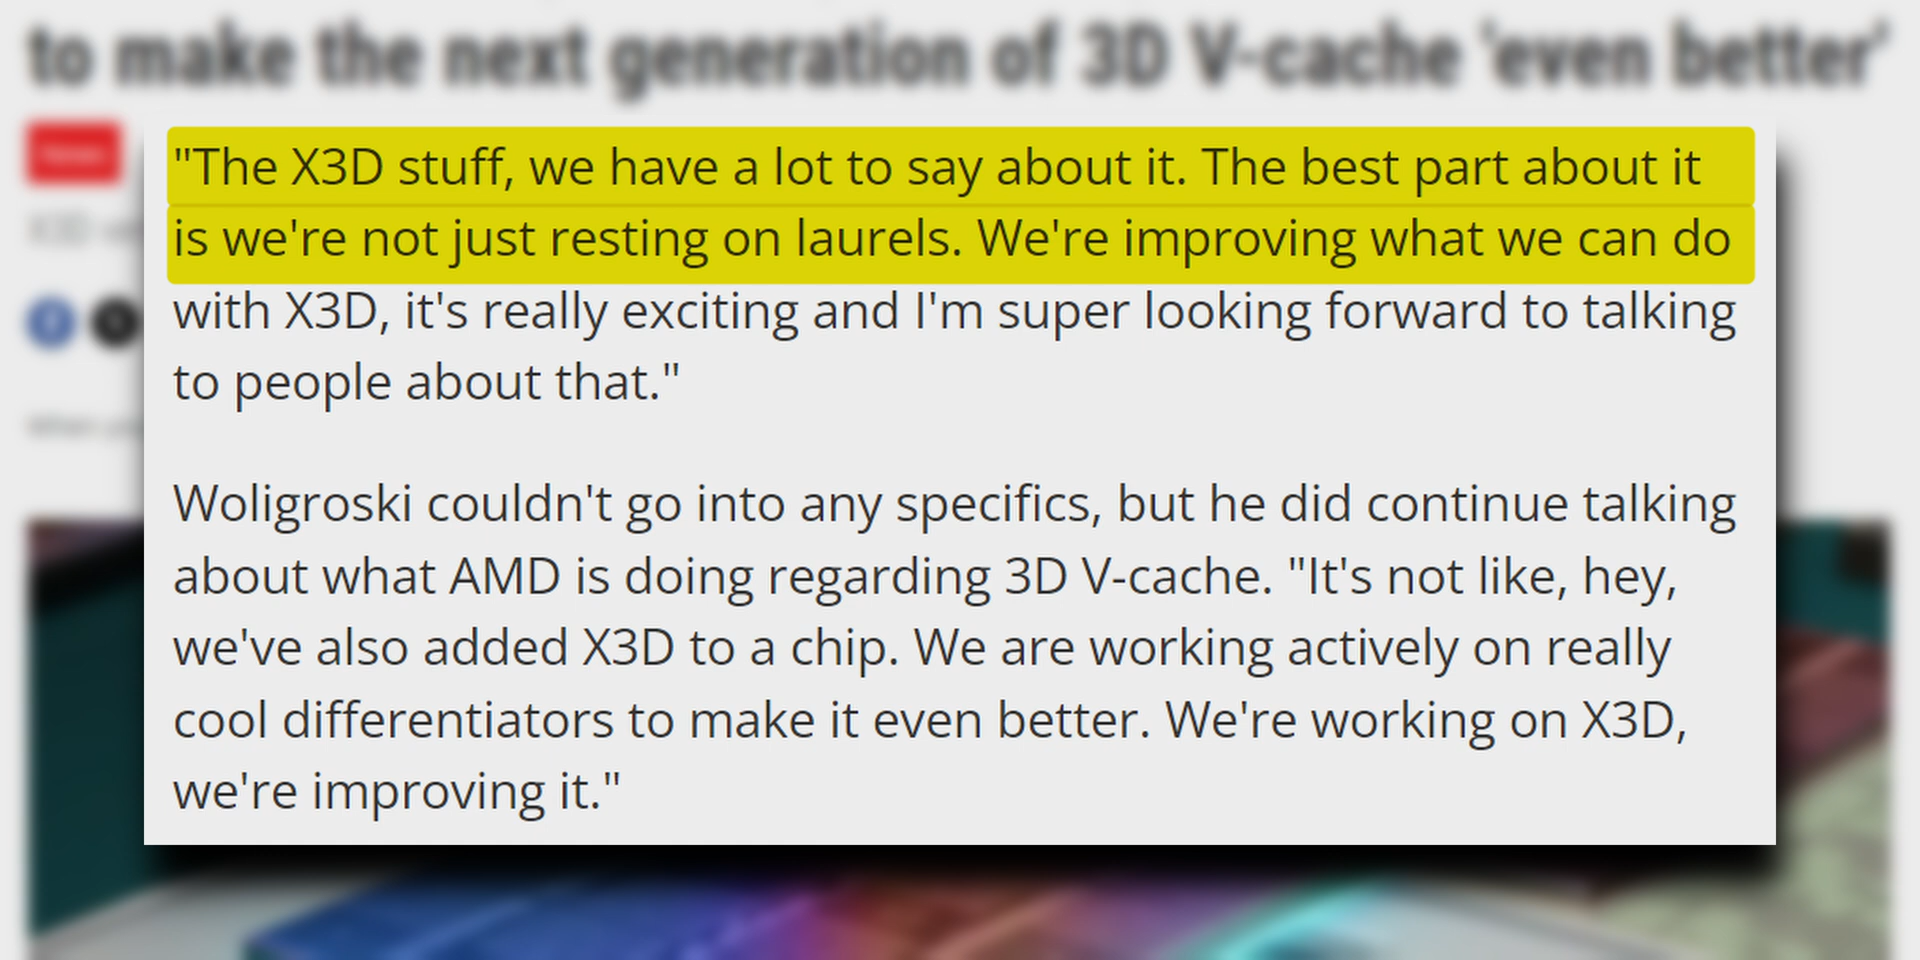 to make the next generation of 3D V-cache 'even better'
News
"The X3D stuff, we have a lot to say about it. The best part about it
is we're not just resting on laurels. We're improving what we can do
with X3D, it's really exciting and I'm super looking forward to talking
to people about that."
Woligroski couldn't go into any specifics, but he did continue talking
about what AMD is doing regarding 3D V-cache. "It's not like, hey,
we've also added X3D to a chip. We are working actively on really
cool differentiators to make it even better. We're working on X3D,
we're improving it."